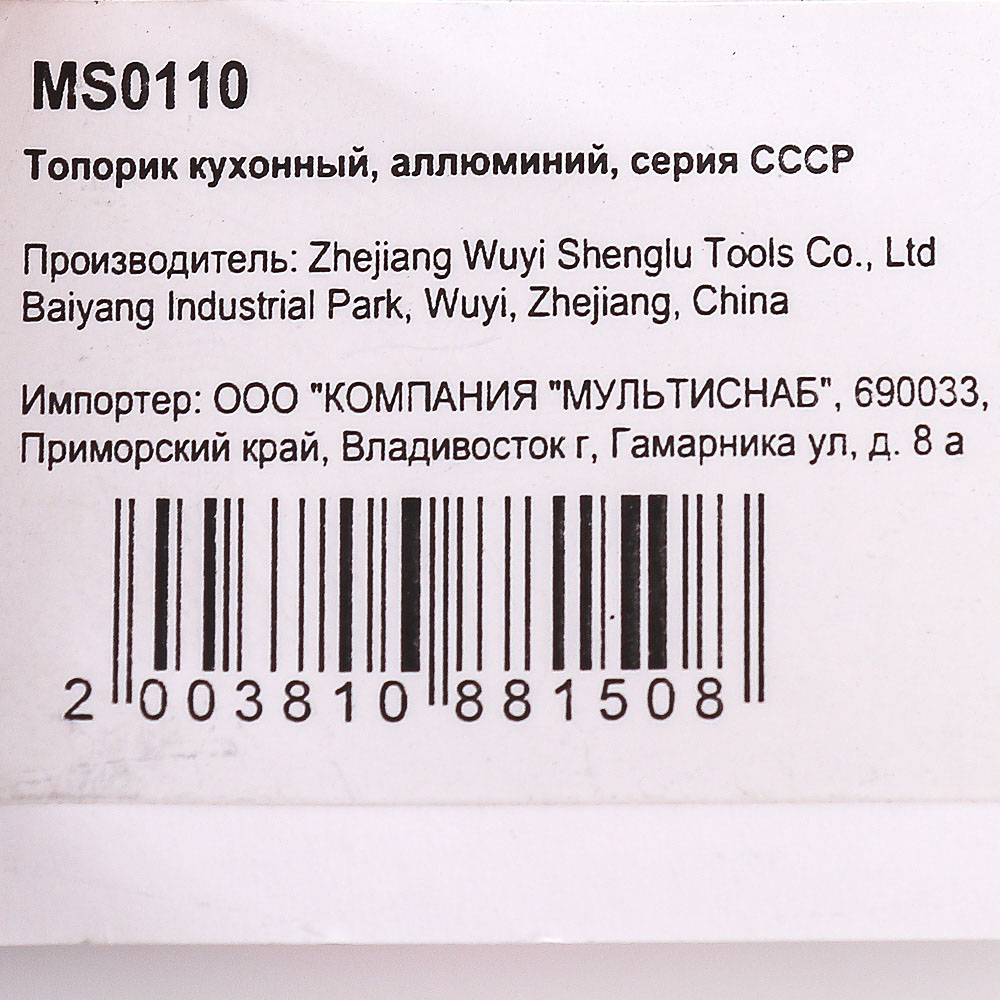 MS0110
Топорик кухонный, аллюминий, серия СССР
Производитель: Zhejiang Wuyi Shenglu Tools Co., Ltd
Baiyang Industrial Park, Wuyi, Zhejiang, China
Импортер: ООО "КОМПАНИЯ "МУЛЬТИСНАБ", 690033,
Приморский край, Владивосток г, Гамарника ул, д. 8 а
2 003810 881508